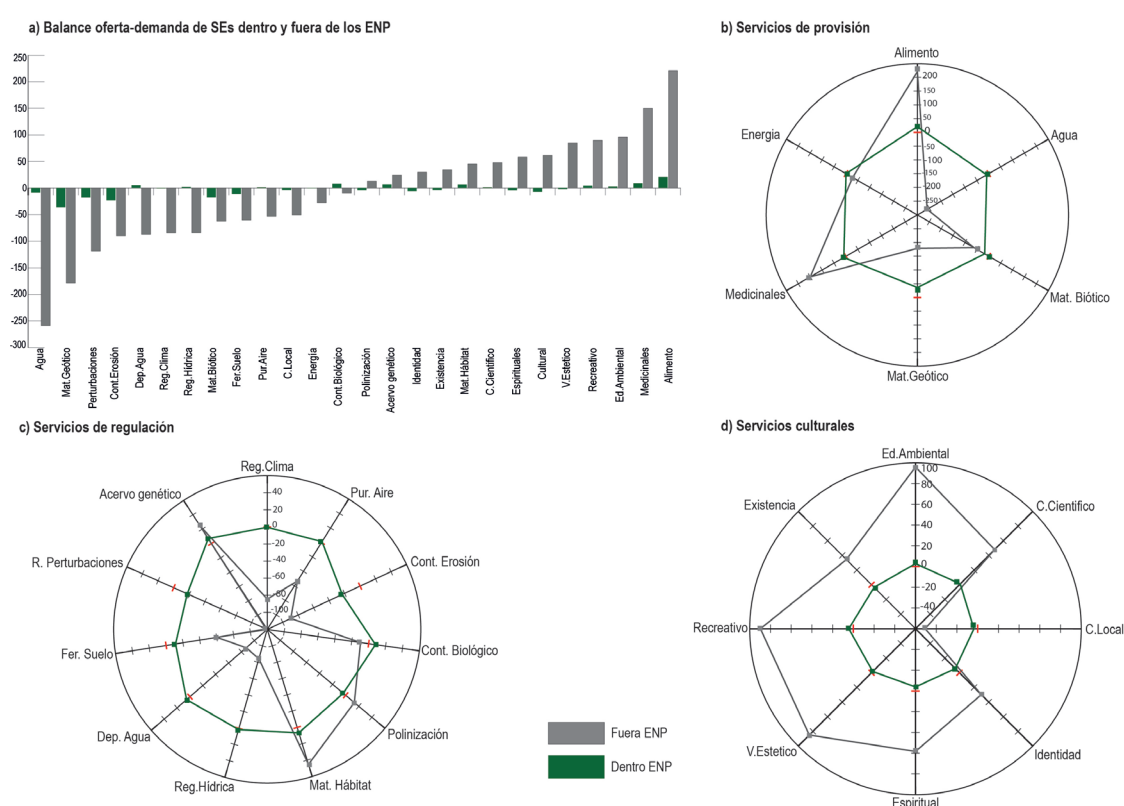 a) Balance oferta-demanda de SEs dentro y fuera de los ENP
250
200
150
100
50
0
-50
-100
-150
-200
-250
-300
Agua
Mat.Geótico
Perturbaciones
Cont.Erosión
Dep.Agua
Reg.Clima
Reg.Hídrica
Mat.Biótico
Fer.Suelo
Pur.Aire
C.Local
Energía
Cont.Biológico
Polinización
Acervo genético
Identidad
Existencia
Mat.Hábitat
C.Científico
Espirituales
Cultural
V.Estetico
Recreativo
Ed.Ambiental
Medicinales
Alimento
b) Servicios de provisión
Alimento
Agua
Mat. Biótico
Mat.Geótico
Medicinales
Energia
200
150
100
50
0
-50
-100
-150
-200
-250
c) Servicios de regulación
Reg.Clima
Pur. Aire
Cont. Erosión
Cont. Biológico
Polinización
Mat. Hábitat
Reg.Hídrica
Dep. Agua
Fer. Suelo
R. Perturbaciones
Acervo genético
40
20
0
-20
-40
-60
-80
-100
Fuera ENP
Dentro ENP
d) Servicios culturales
Ed.Ambiental
C.Cientifico
C.Local
Identidad
Espiritual
V.Estetico
Recreativo
Existencia
100
80
60
40
20
0
-20
-40